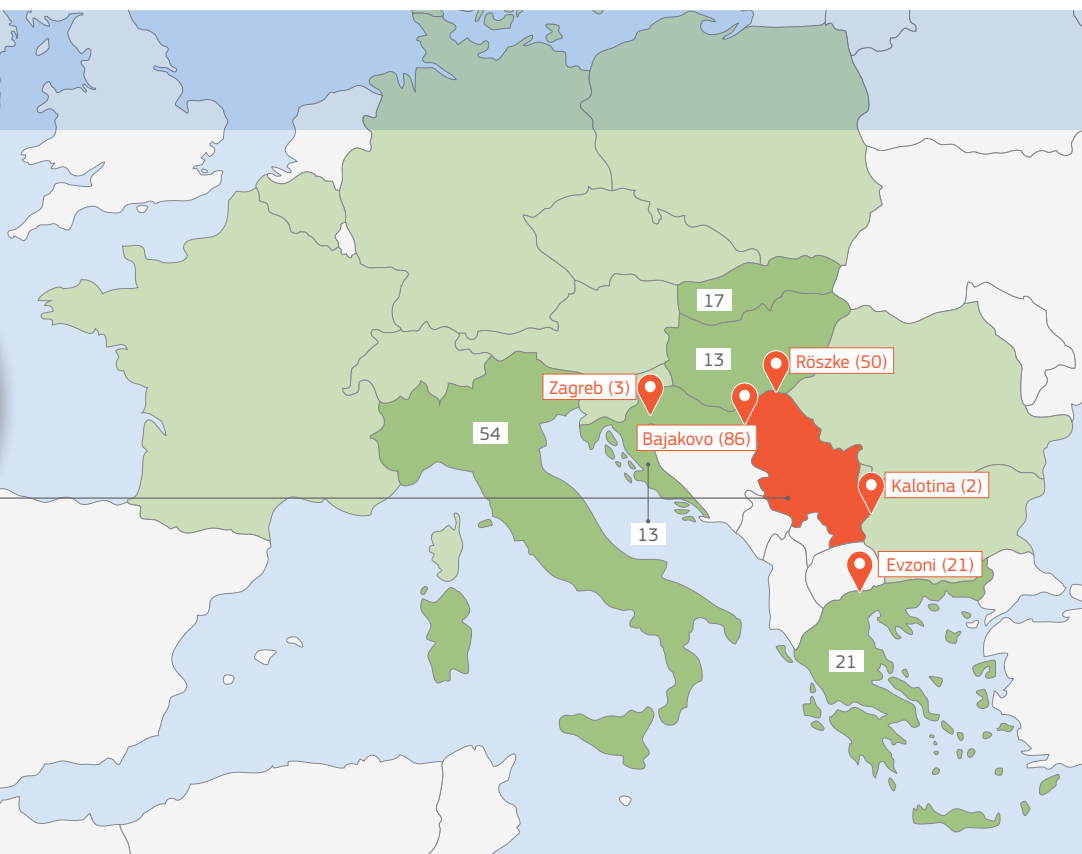 17
13
Röszke (50)
Zagreb (3)
54
Bajakovo (86)
Kalotina (2)
13
Evzoni (21)
21